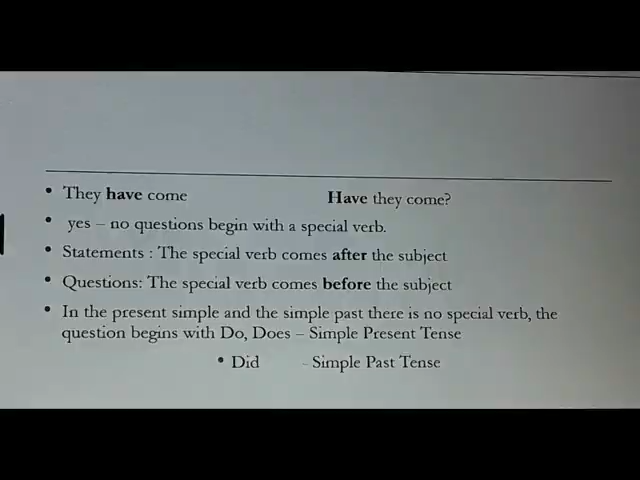 • They have come Have they come?
• yes – no questions begin with a special verb.
• Statements : The special verb comes after the subject
• Questions: The special verb comes before the subject
• In the present simple and the simple past there is no special verb, the
question begins with Do, Does – Simple Present Tense
• Did - Simple Past Tense